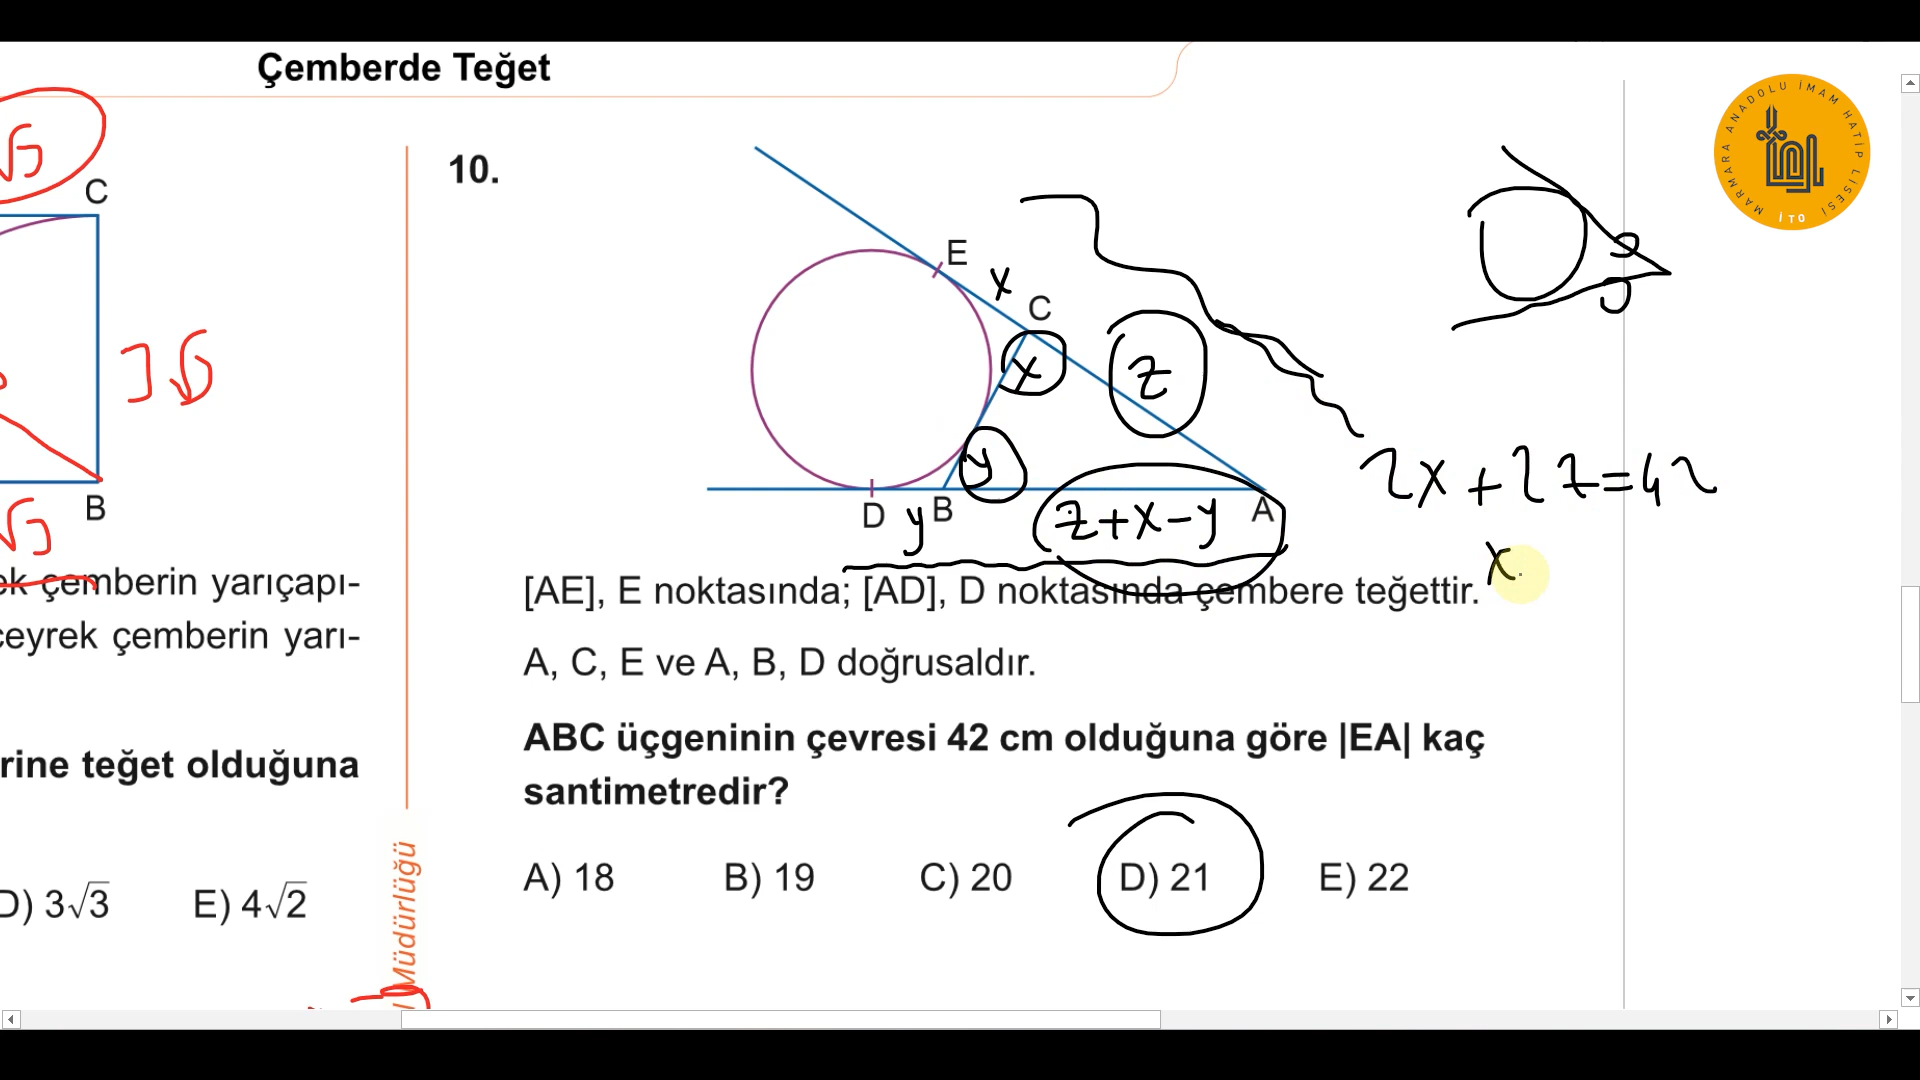 Çemberde Teğet
MARMARA ANADOLU İMAM HATİP LİSESİ
İTO
C
B
çemberin yarıçapı-
çeyrek çemberin yarı-
rine teğet olduğuna
D) 3√3 E) 4√2
Müdürlüğü
10.
E
x
C
x
z
y
D
y
B
z+x-y
A
9
2x+2z=42
x
[AE], E noktasında; [AD], D noktasında çembere teğettir.
A, C, E ve A, B, D doğrusaldır.
ABC üçgeninin çevresi 42 cm olduğuna göre |EA| kaç
santimetredir?
A) 18 B) 19 C) 20 D) 21 E) 22